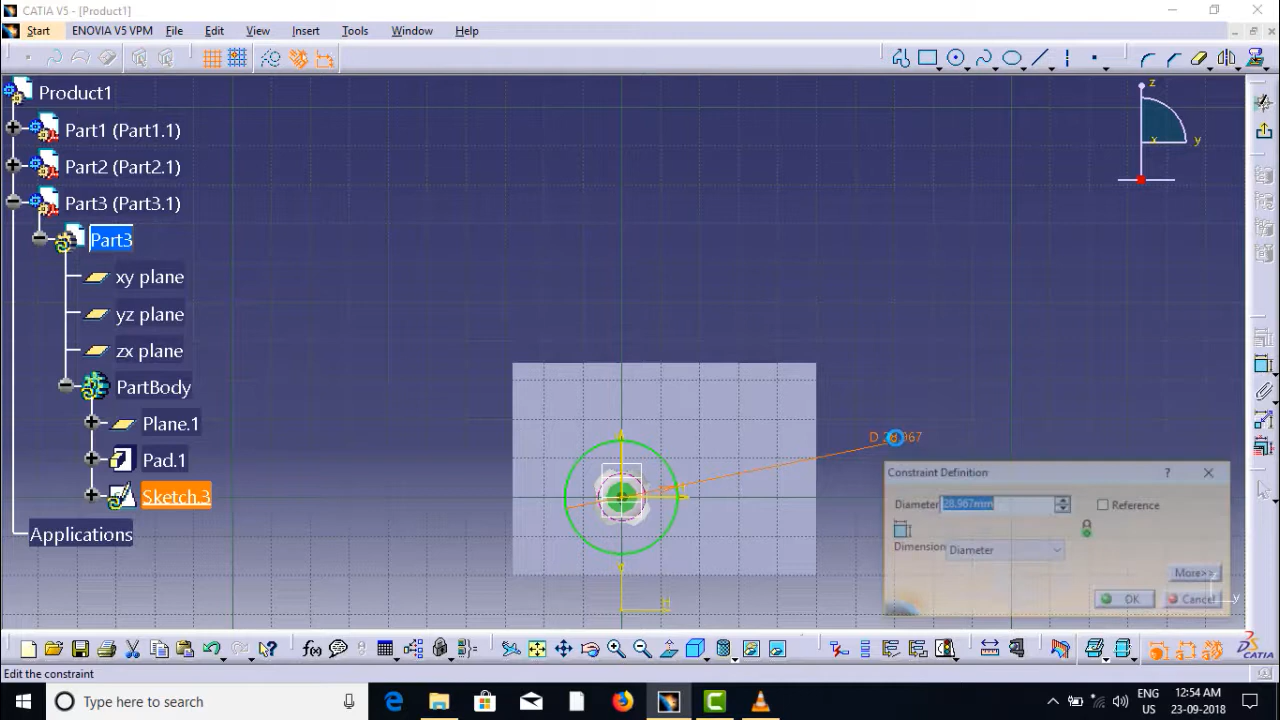 CATIA V5 - [Product1]
Start ENOVIA V5 VPM File Edit View Insert Tools Window Help
z
x y
Product1
Part1 (Part1.1)
Part2 (Part2.1)
Part3 (Part3.1)
Part3
xy plane
yz plane
zx plane
PartBody
Plane.1
Pad.1
Sketch.3
Applications
D 28.967
Constraint Definition ? ×
Diameter 28.967mm Reference
Dimension Diameter
More>>
OK Cancel
H
y
f(x)
CATIA
Edit the constraint
Type here to search
ENG 12:54 AM
US 23-09-2018